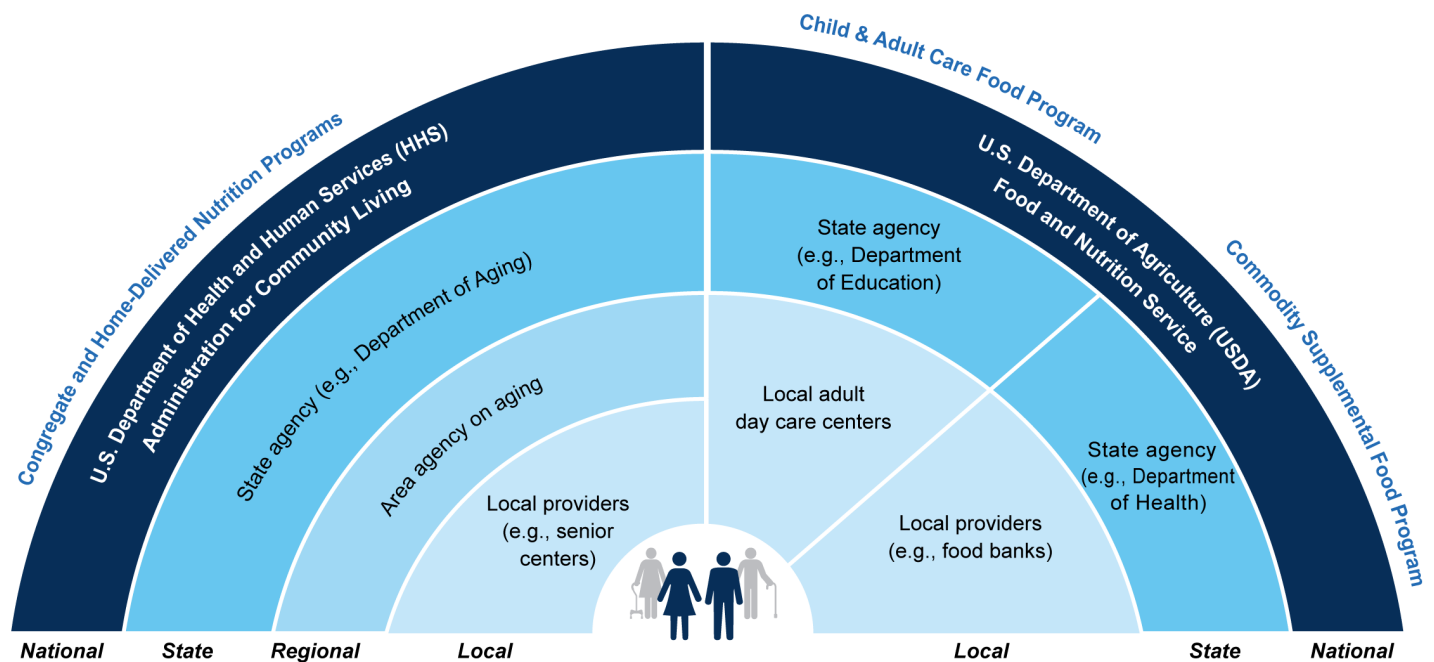 Congregate and Home-Delivered Nutrition Programs
U.S. Department of Health and Human Services (HHS)
Administration for Community Living
State agency (e.g., Department of Aging)
Area agency on aging
Local providers
(e.g., senior
centers)
Child & Adult Care Food Program
U.S. Department of Agriculture (USDA)
Food and Nutrition Service
State agency
(e.g., Department
of Education)
Local adult
day care centers
Commodity Supplemental Food Program
State agency
(e.g., Department
of Health)
Local providers
(e.g., food banks)
National State Regional Local Local State National